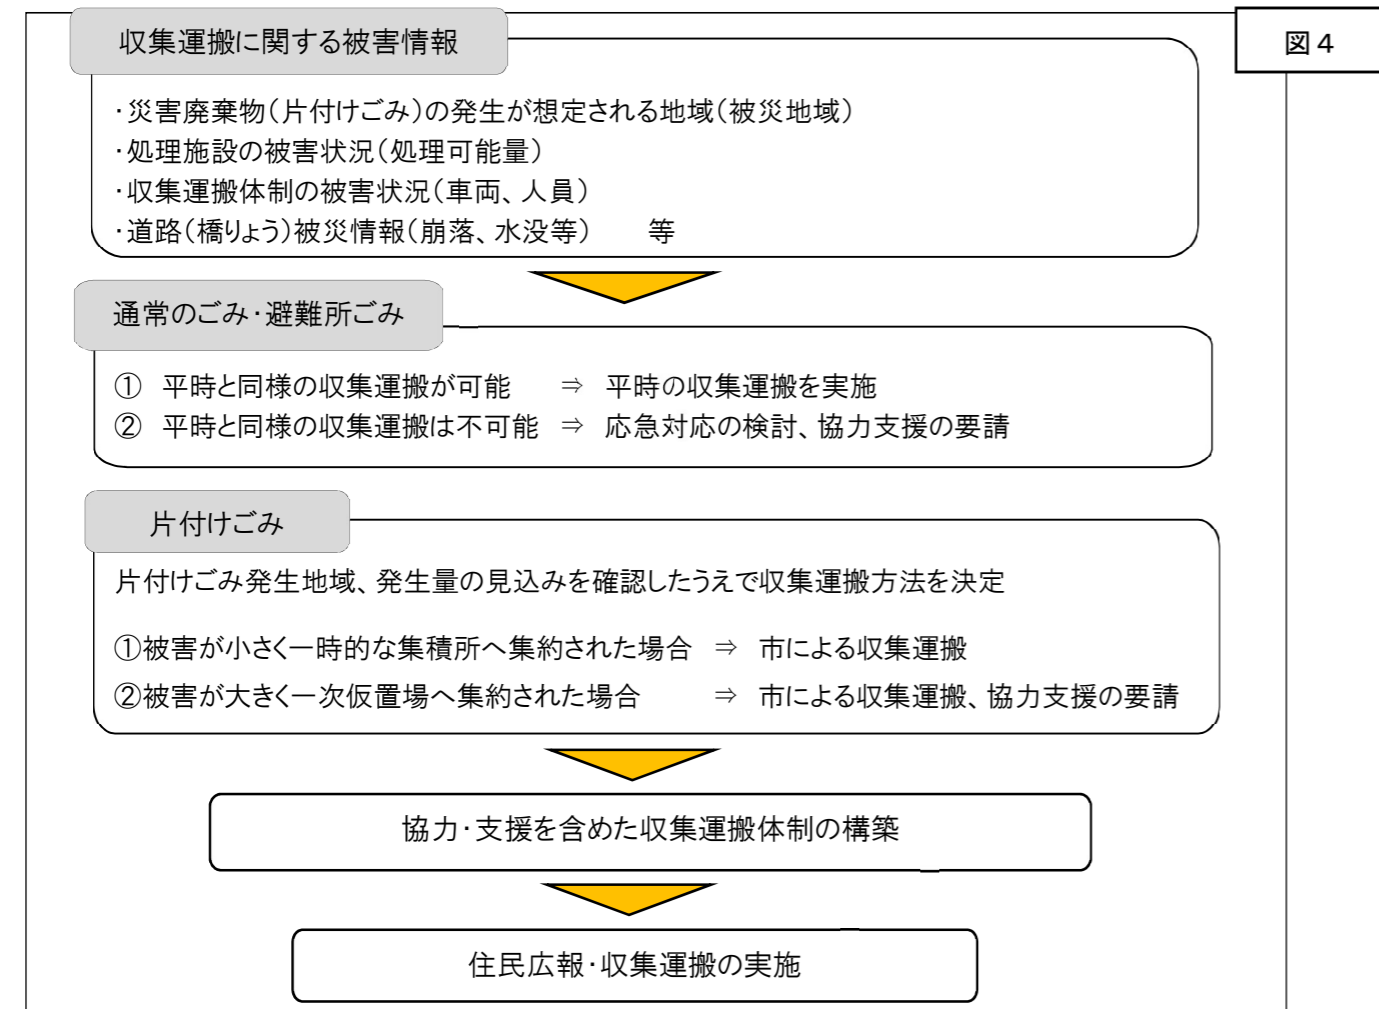 図４
収集運搬に関する被害情報
・災害廃棄物（片付けごみ）の発生が想定される地域（被災地域）
・処理施設の被害状況（処理可能量）
・収集運搬体制の被害状況（車両、人員）
・道路（橋りょう）被災情報（崩落、水没等）　　等
通常のごみ・避難所ごみ
①　平時と同様の収集運搬が可能　⇒　平時の収集運搬を実施
②　平時と同様の収集運搬は不可能　⇒　応急対応の検討、協力支援の要請
片付けごみ
片付けごみ発生地域、発生量の見込みを確認したうえで収集運搬方法を決定
①被害が小さく一時的な集積所へ集約された場合　⇒　市による収集運搬
②被害が大きく一次仮置場へ集約された場合　⇒　市による収集運搬、協力支援の要請
協力・支援を含めた収集運搬体制の構築
住民広報・収集運搬の実施